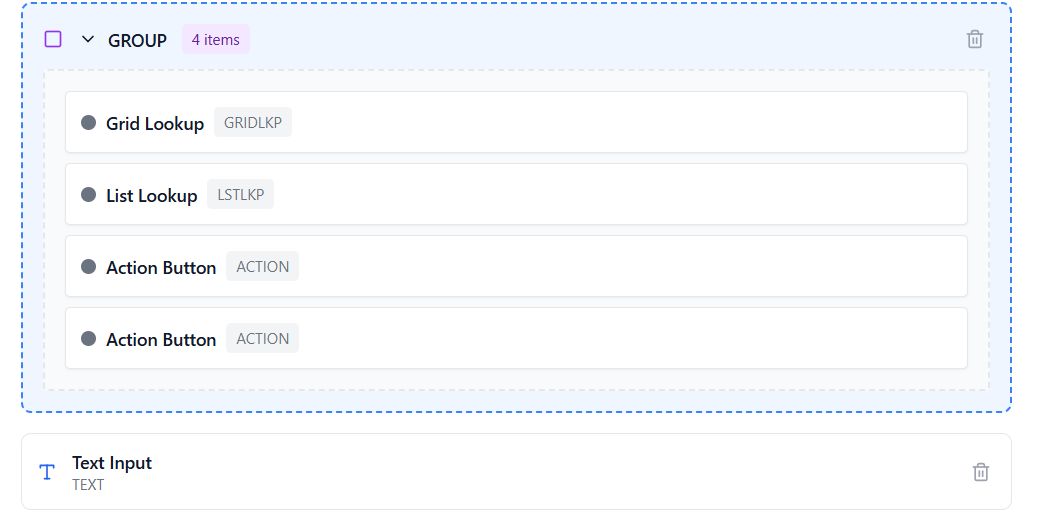 GROUP 4 items
Grid Lookup GRIDLKP
List Lookup LSTLKP
Action Button ACTION
Action Button ACTION
Text Input
TEXT